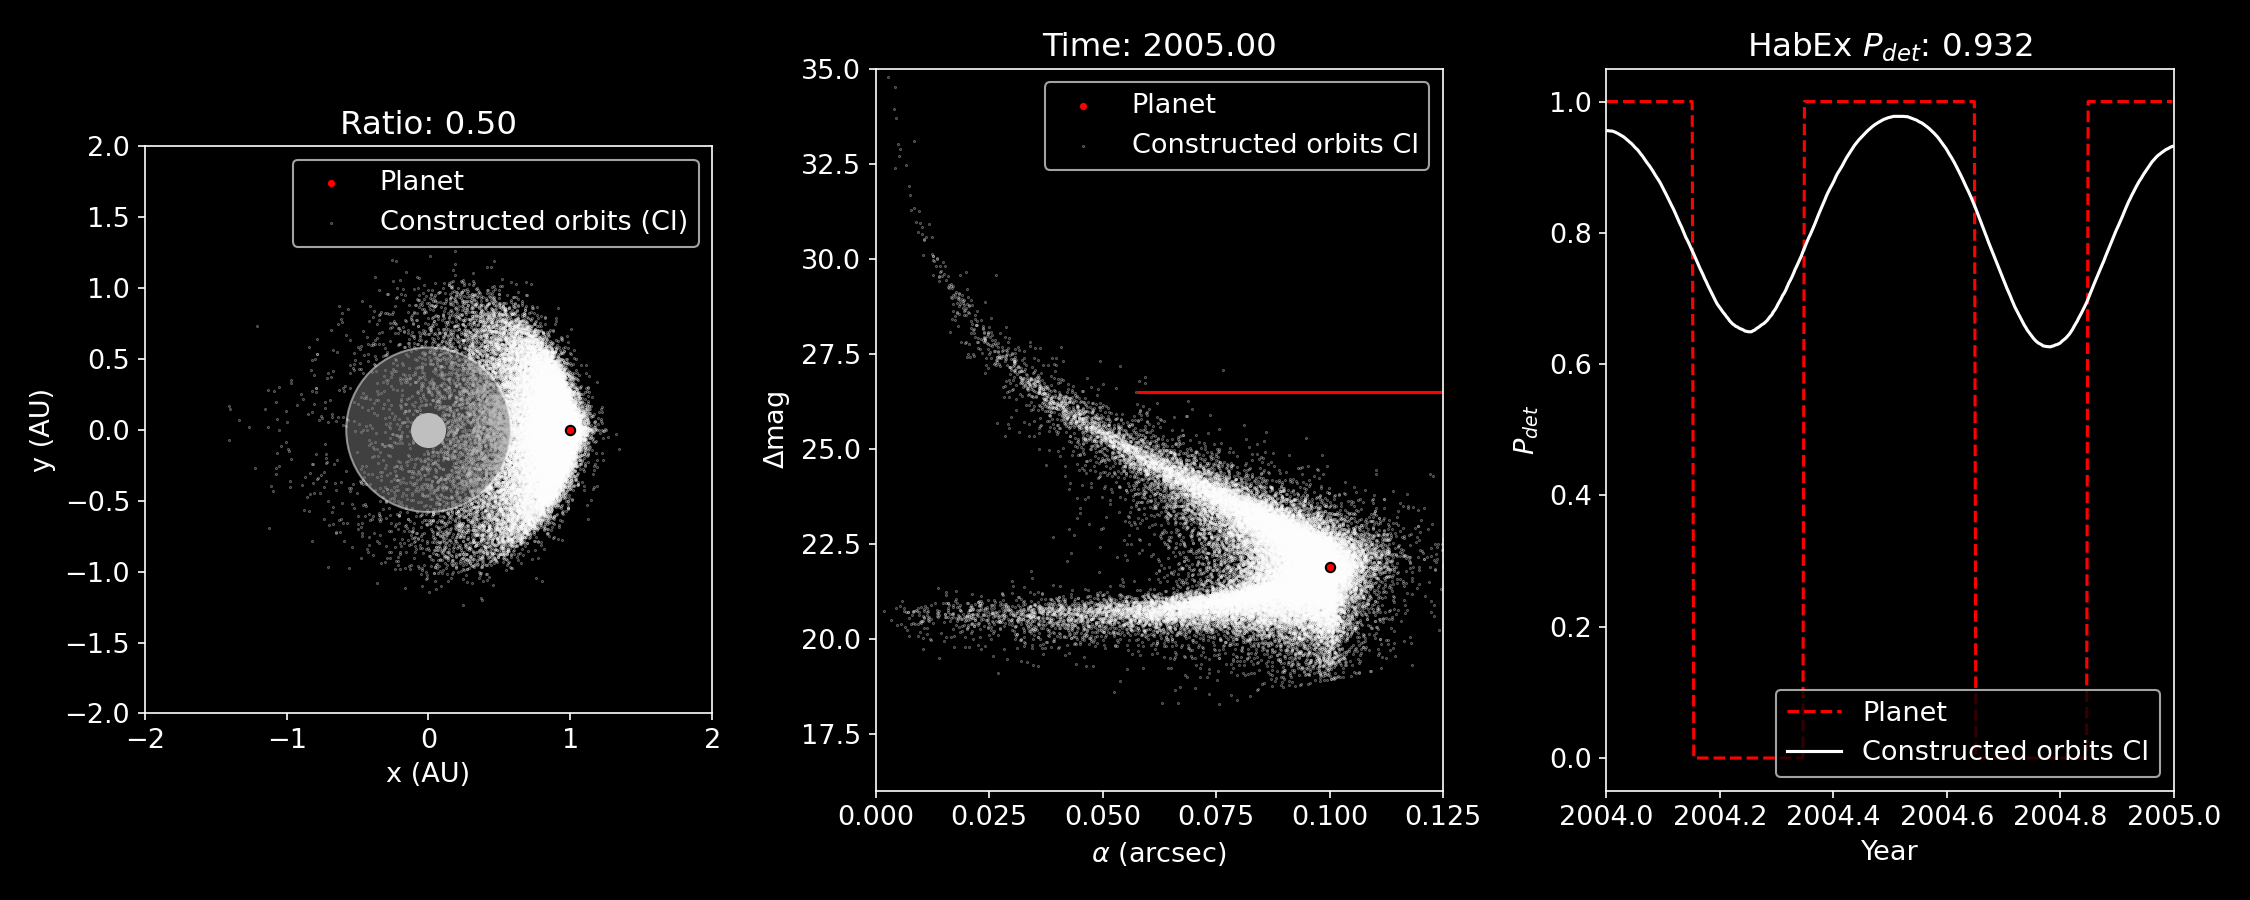 Ratio: 0.50
2.0
1.5
1.0
0.5
0.0
−0.5
−1.0
−1.5
−2.0
−2
−1
0
1
2
x (AU)
y (AU)
Planet
Constructed orbits (CI)
Time: 2005.00
35.0
32.5
30.0
27.5
25.0
22.5
20.0
17.5
0.000
0.025
0.050
0.075
0.100
0.125
α (arcsec)
Δmag
Planet
Constructed orbits CI
HabEx P_det: 0.932
1.0
0.8
0.6
0.4
0.2
0.0
2004.0
2004.2
2004.4
2004.6
2004.8
2005.0
Year
P_det
Planet
Constructed orbits CI